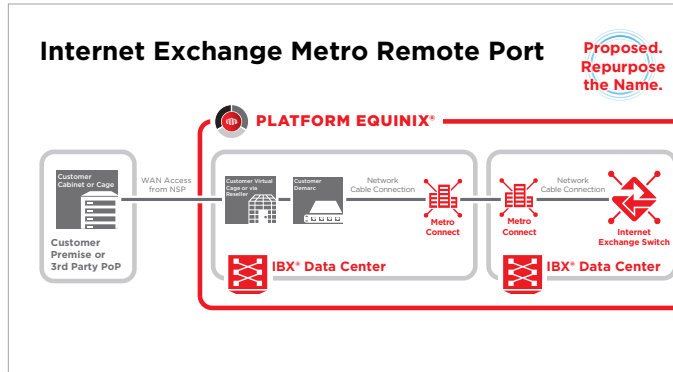 Internet Exchange Metro Remote Port
Proposed.
Repurpose
the Name.
PLATFORM EQUINIX®
Customer
Cabinet or Cage
WAN Access
from NSP
Customer Virtual
Cage or via
Reseller
Customer
Demarc
Network
Cable Connection
Metro
Connect
Metro
Connect
Network
Cable Connection
Internet
Exchange Switch
Customer
Premise or
3rd Party PoP
IBX® Data Center
IBX® Data Center